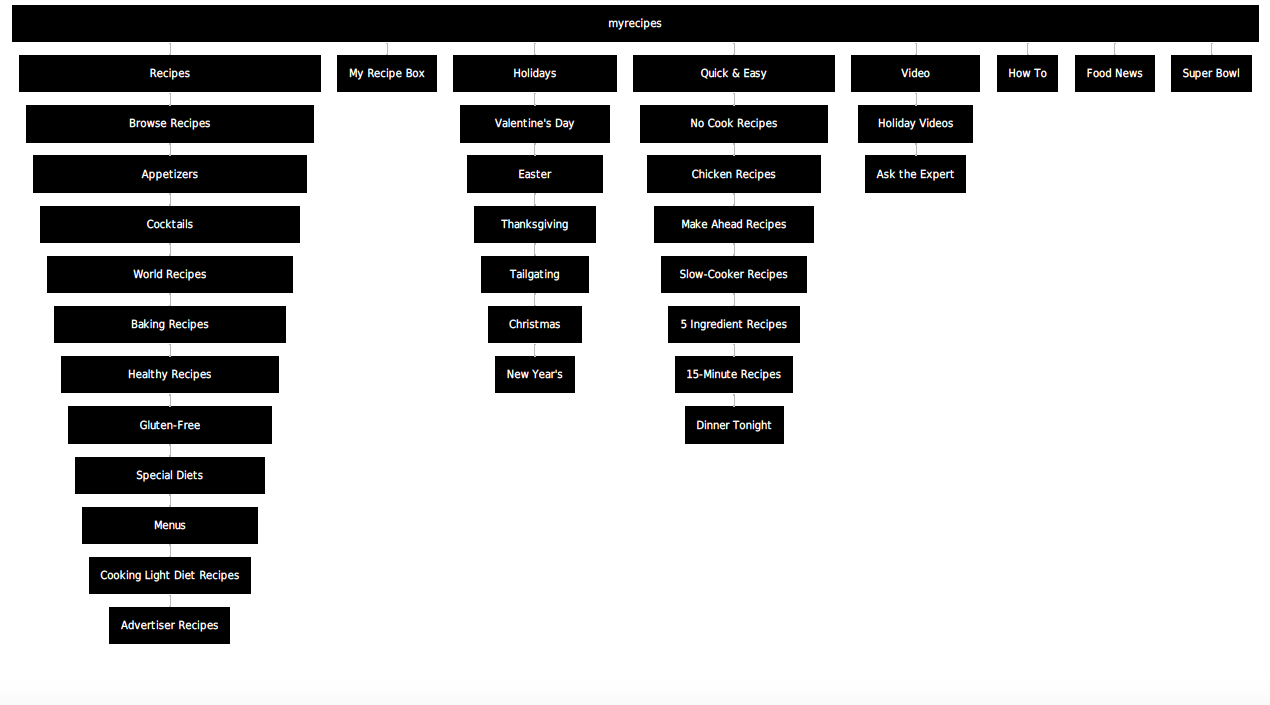 myrecipes
Recipes
My Recipe Box
Holidays
Quick & Easy
Video
How To
Food News
Super Bowl
Browse Recipes
Valentine's Day
No Cook Recipes
Holiday Videos
Appetizers
Easter
Chicken Recipes
Ask the Expert
Cocktails
Thanksgiving
Make Ahead Recipes
World Recipes
Tailgating
Slow-Cooker Recipes
Baking Recipes
Christmas
5 Ingredient Recipes
Healthy Recipes
New Year's
15-Minute Recipes
Gluten-Free
Dinner Tonight
Special Diets
Menus
Cooking Light Diet Recipes
Advertiser Recipes